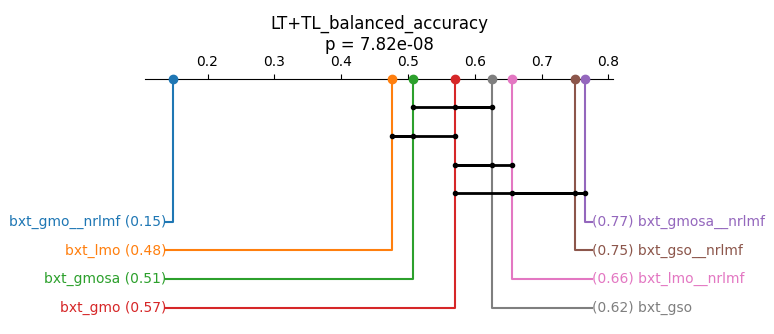 LT+TL_balanced_accuracy
p = 7.82e-08
0.2 0.3 0.4 0.5 0.6 0.7 0.8
bxt_gmo__nrlmf (0.15) (0.77) bxt_gmosa__nrlmf
bxt_lmo (0.48) (0.75) bxt_gso__nrlmf
bxt_gmosa (0.51) (0.66) bxt_lmo__nrlmf
bxt_gmo (0.57) (0.62) bxt_gso